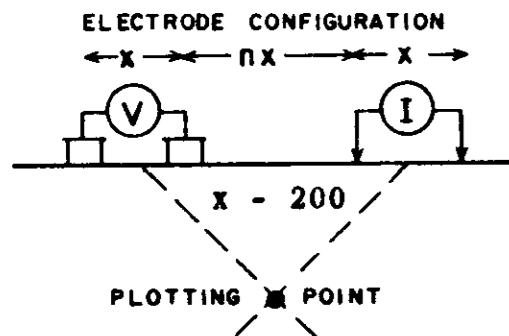 ELECTRODE CONFIGURATION
x nx x
V I
x - 200
PLOTTING POINT